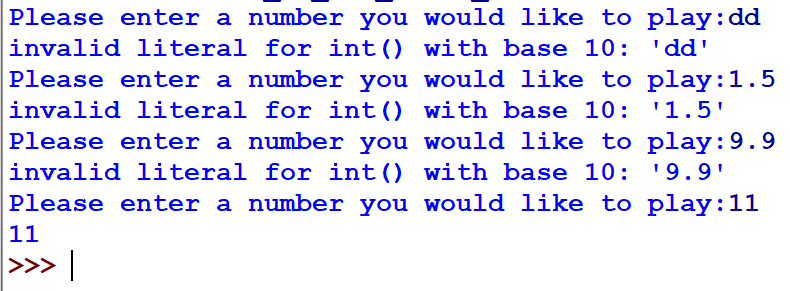 Please enter a number you would like to play:dd
invalid literal for int() with base 10: 'dd'
Please enter a number you would like to play:1.5
invalid literal for int() with base 10: '1.5'
Please enter a number you would like to play:9.9
invalid literal for int() with base 10: '9.9'
Please enter a number you would like to play:11
11
>>>